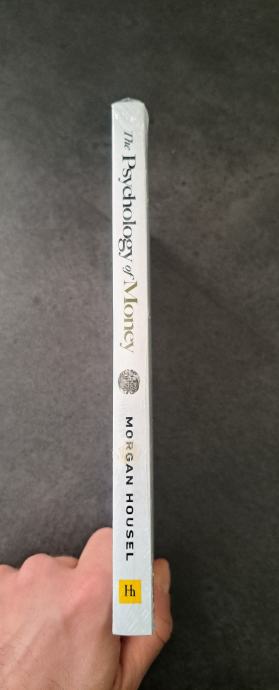 The Psychology of Money
MORGAN HOUSEL
Hh